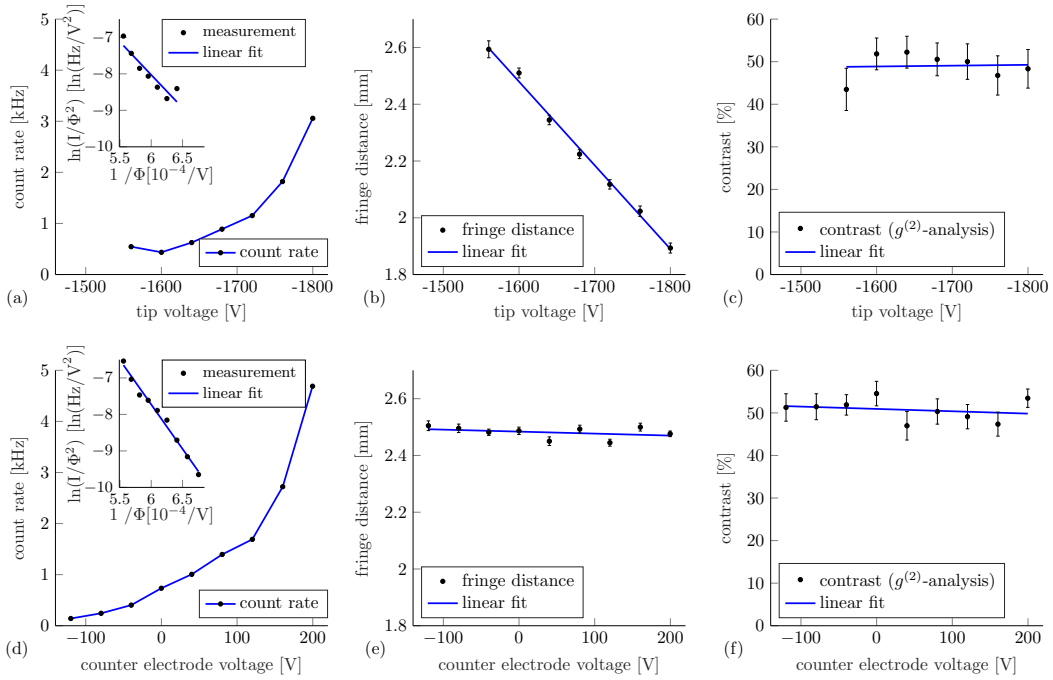 5
4
3
2
1
0
count rate [kHz]
-1500
-1600
-1700
-1800
tip voltage [V]
(a)
count rate
−7
−8
−9
−10
ln(I/Φ²) [ln(Hz/V²)]
5.5
6
6.5
1 /Φ[10⁻⁴/V]
measurement
linear fit
2.6
2.4
2.2
2
1.8
fringe distance [mm]
-1500
-1600
-1700
-1800
tip voltage [V]
(b)
fringe distance
linear fit
60
50
40
30
20
10
0
contrast [%]
-1500
-1600
-1700
-1800
tip voltage [V]
(c)
contrast (g⁽²⁾-analysis)
linear fit
5
4
3
2
1
0
count rate [kHz]
−100
0
100
200
counter electrode voltage [V]
(d)
count rate
−7
−8
−9
−10
ln(I/Φ²) [ln(Hz/V²)]
5.5
6
6.5
1 /Φ[10⁻⁴/V]
measurement
linear fit
2.6
2.4
2.2
2
1.8
fringe distance [mm]
−100
0
100
200
counter electrode voltage [V]
(e)
fringe distance
linear fit
60
50
40
30
20
10
0
contrast [%]
−100
0
100
200
counter electrode voltage [V]
(f)
contrast (g⁽²⁾-analysis)
linear fit